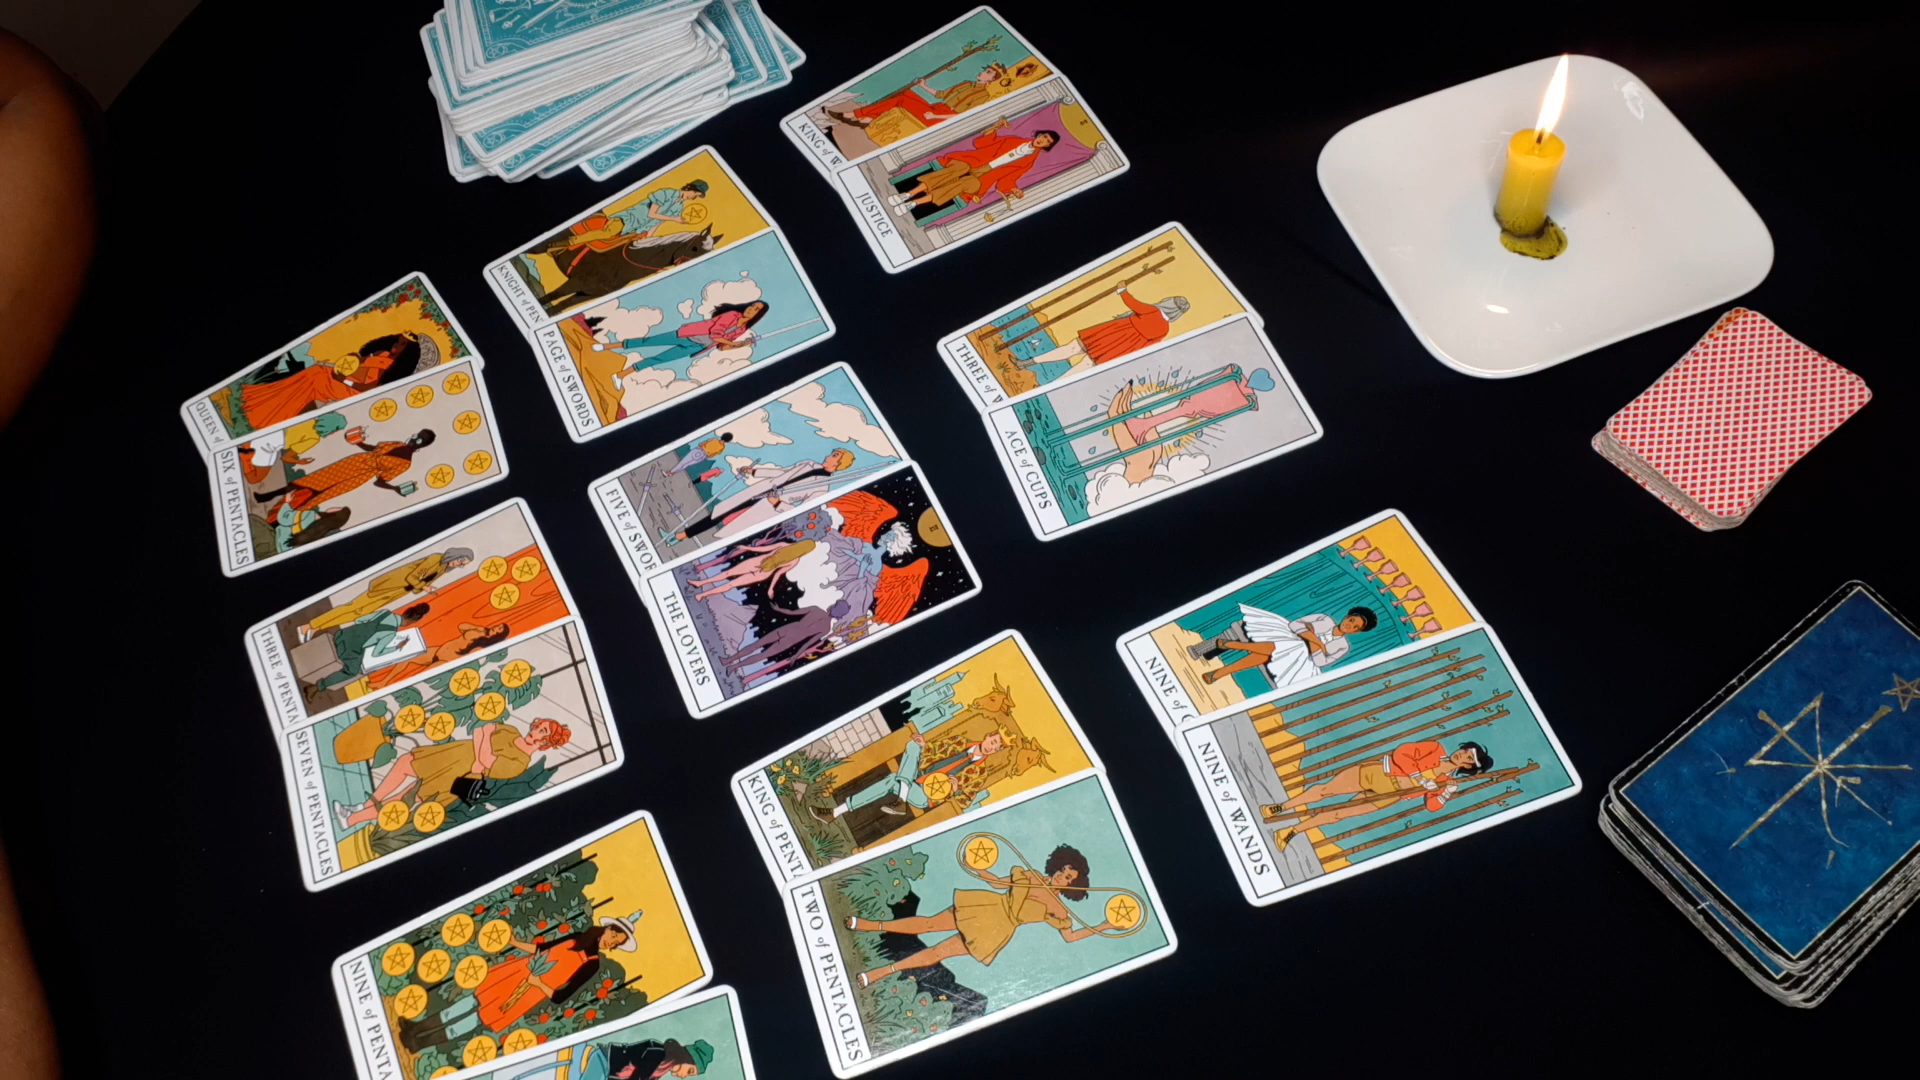 KING of W
JUSTICE
KNIGHT of PEN
PAGE of SWORDS
QUEEN of
SIX of PENTACLES
THREE of W
ACE of CUPS
FIVE of SWOR
THE LOVERS
THREE of PENTA
SEVEN of PENTACLES
NINE of C
NINE of WANDS
KING of PENTA
TWO of PENTACLES
NINE of PENTA